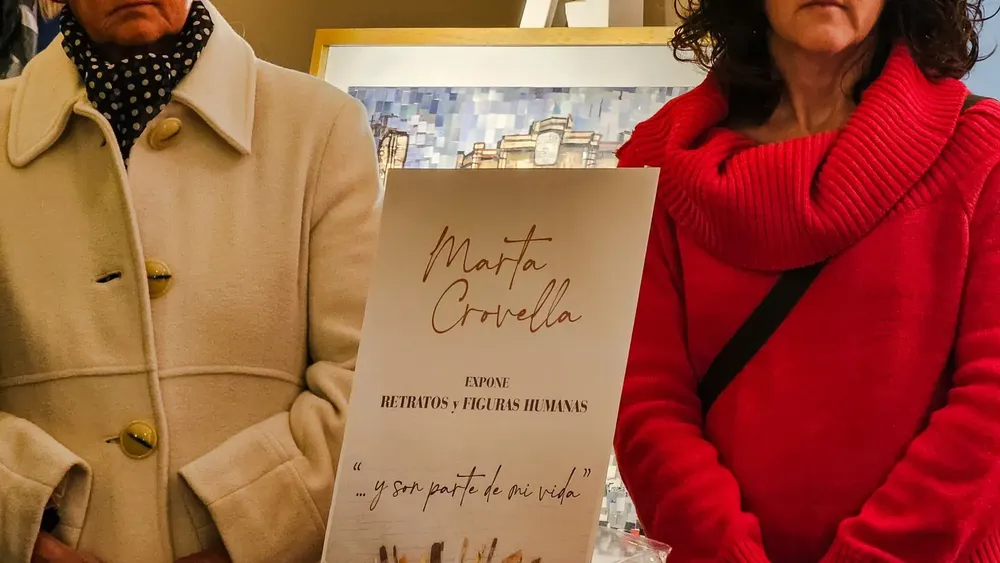 Marta
Crovella
EXPONE
RETRATOS y FIGURAS HUMANAS
“... y son parte de mi vida”